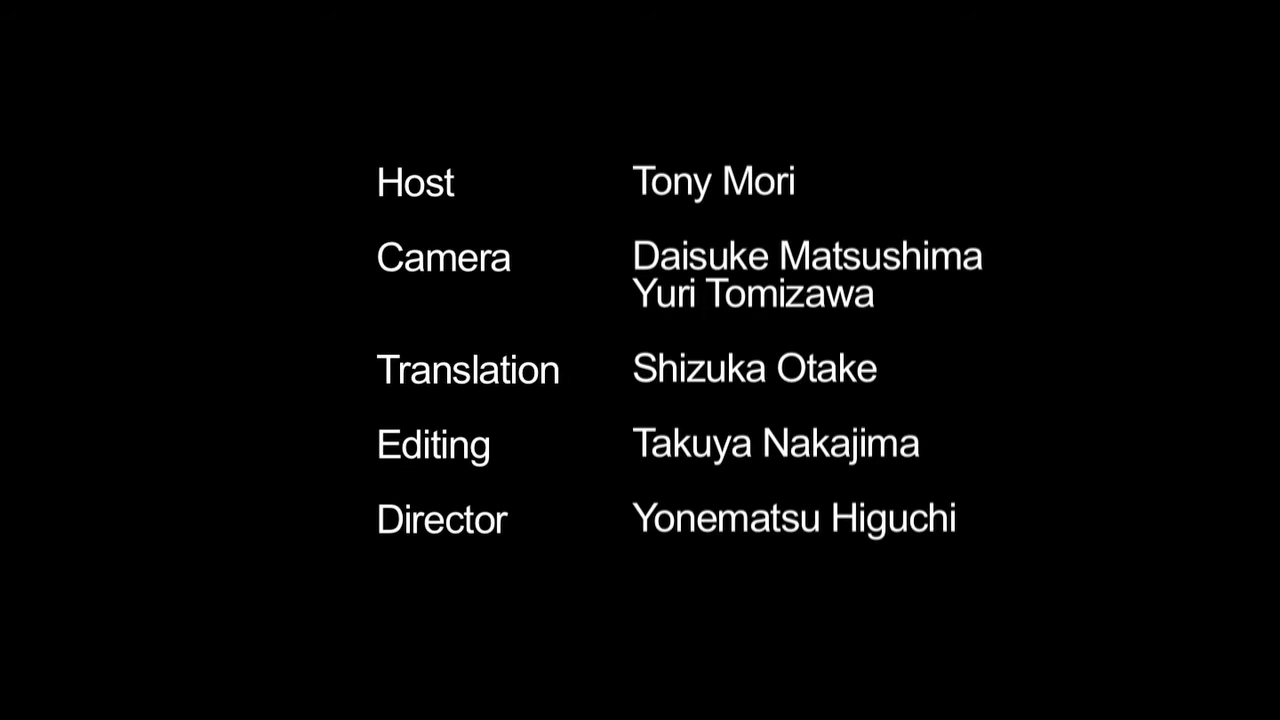 Host Tony Mori
Camera Daisuke Matsushima
Yuri Tomizawa
Translation Shizuka Otake
Editing Takuya Nakajima
Director Yonematsu Higuchi